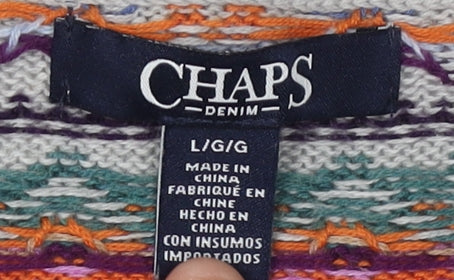 CHAPS
DENIM
L/G/G
MADE IN
CHINA
FABRIQUÉ EN
CHINE
HECHO EN
CHINA
CON INSUMOS
IMPORTADOS